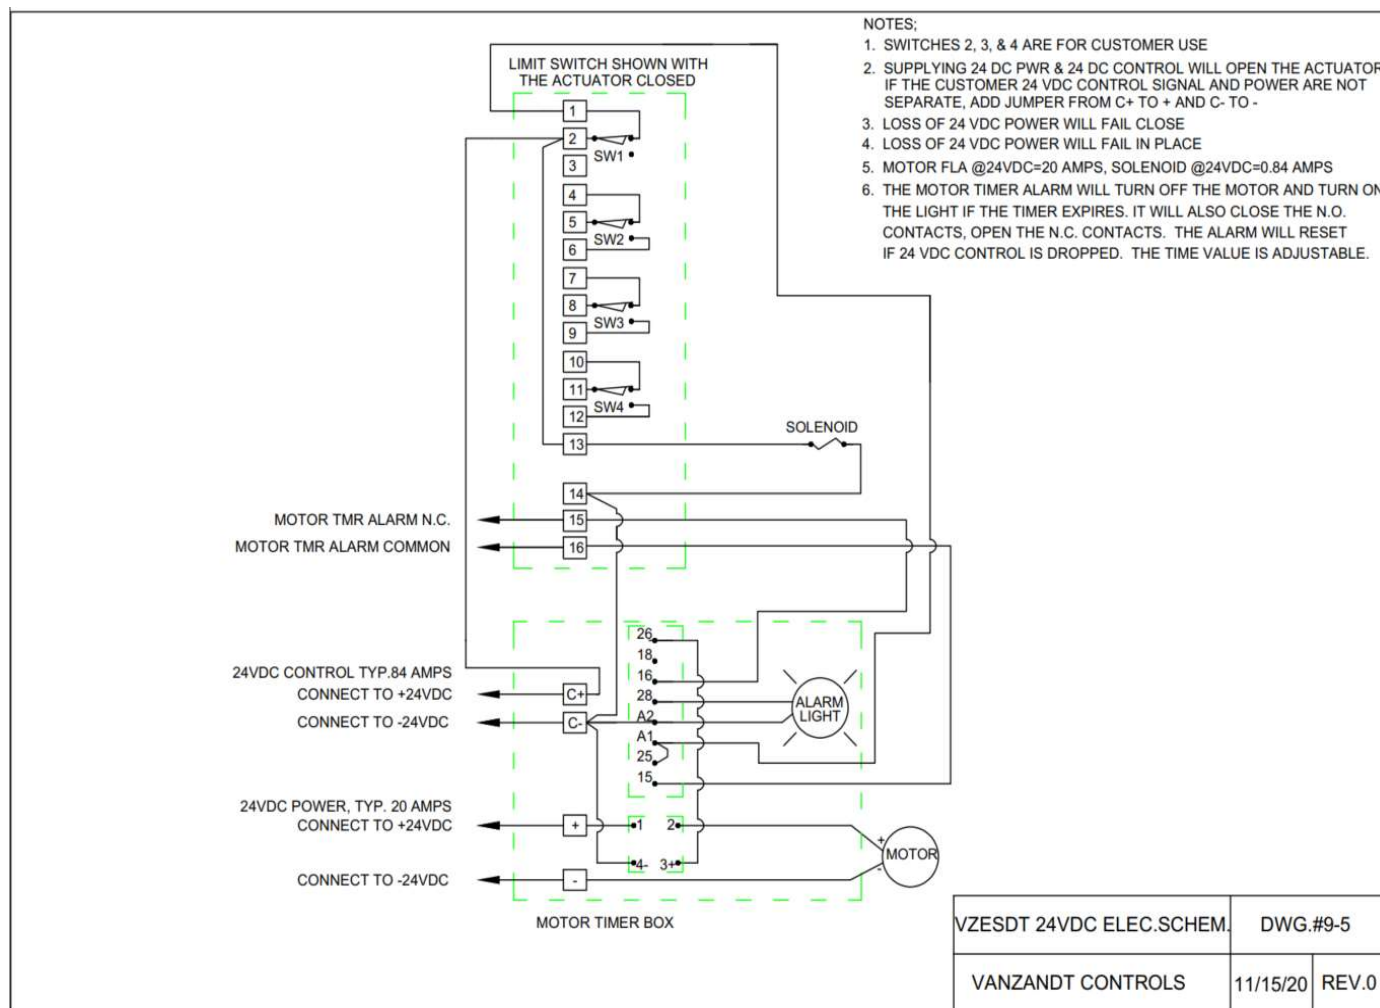 NOTES;
1. SWITCHES 2, 3, & 4 ARE FOR CUSTOMER USE
2. SUPPLYING 24 DC PWR & 24 DC CONTROL WILL OPEN THE ACTUATOR
IF THE CUSTOMER 24 VDC CONTROL SIGNAL AND POWER ARE NOT
SEPARATE, ADD JUMPER FROM C+ TO + AND C- TO -
3. LOSS OF 24 VDC POWER WILL FAIL CLOSE
4. LOSS OF 24 VDC POWER WILL FAIL IN PLACE
5. MOTOR FLA @24VDC=20 AMPS, SOLENOID @24VDC=0.84 AMPS
6. THE MOTOR TIMER ALARM WILL TURN OFF THE MOTOR AND TURN ON
THE LIGHT IF THE TIMER EXPIRES. IT WILL ALSO CLOSE THE N.O.
CONTACTS, OPEN THE N.C. CONTACTS. THE ALARM WILL RESET
IF 24 VDC CONTROL IS DROPPED. THE TIME VALUE IS ADJUSTABLE.
LIMIT SWITCH SHOWN WITH
THE ACTUATOR CLOSED
1
2
SW1
3
4
5
SW2
6
7
8
SW3
9
10
11
SW4
12
13
SOLENOID
14
MOTOR TMR ALARM N.C.
15
MOTOR TMR ALARM COMMON
16
26
18
16
28
A2
A1
25
15
ALARM
LIGHT
24VDC CONTROL TYP.84 AMPS
CONNECT TO +24VDC
C+
CONNECT TO -24VDC
C-
24VDC POWER, TYP. 20 AMPS
CONNECT TO +24VDC
+
1 2
4- 3+
+
MOTOR
-
CONNECT TO -24VDC
-
MOTOR TIMER BOX
VZESDT 24VDC ELEC.SCHEM. DWG.#9-5
VANZANDT CONTROLS 11/15/20 REV.0